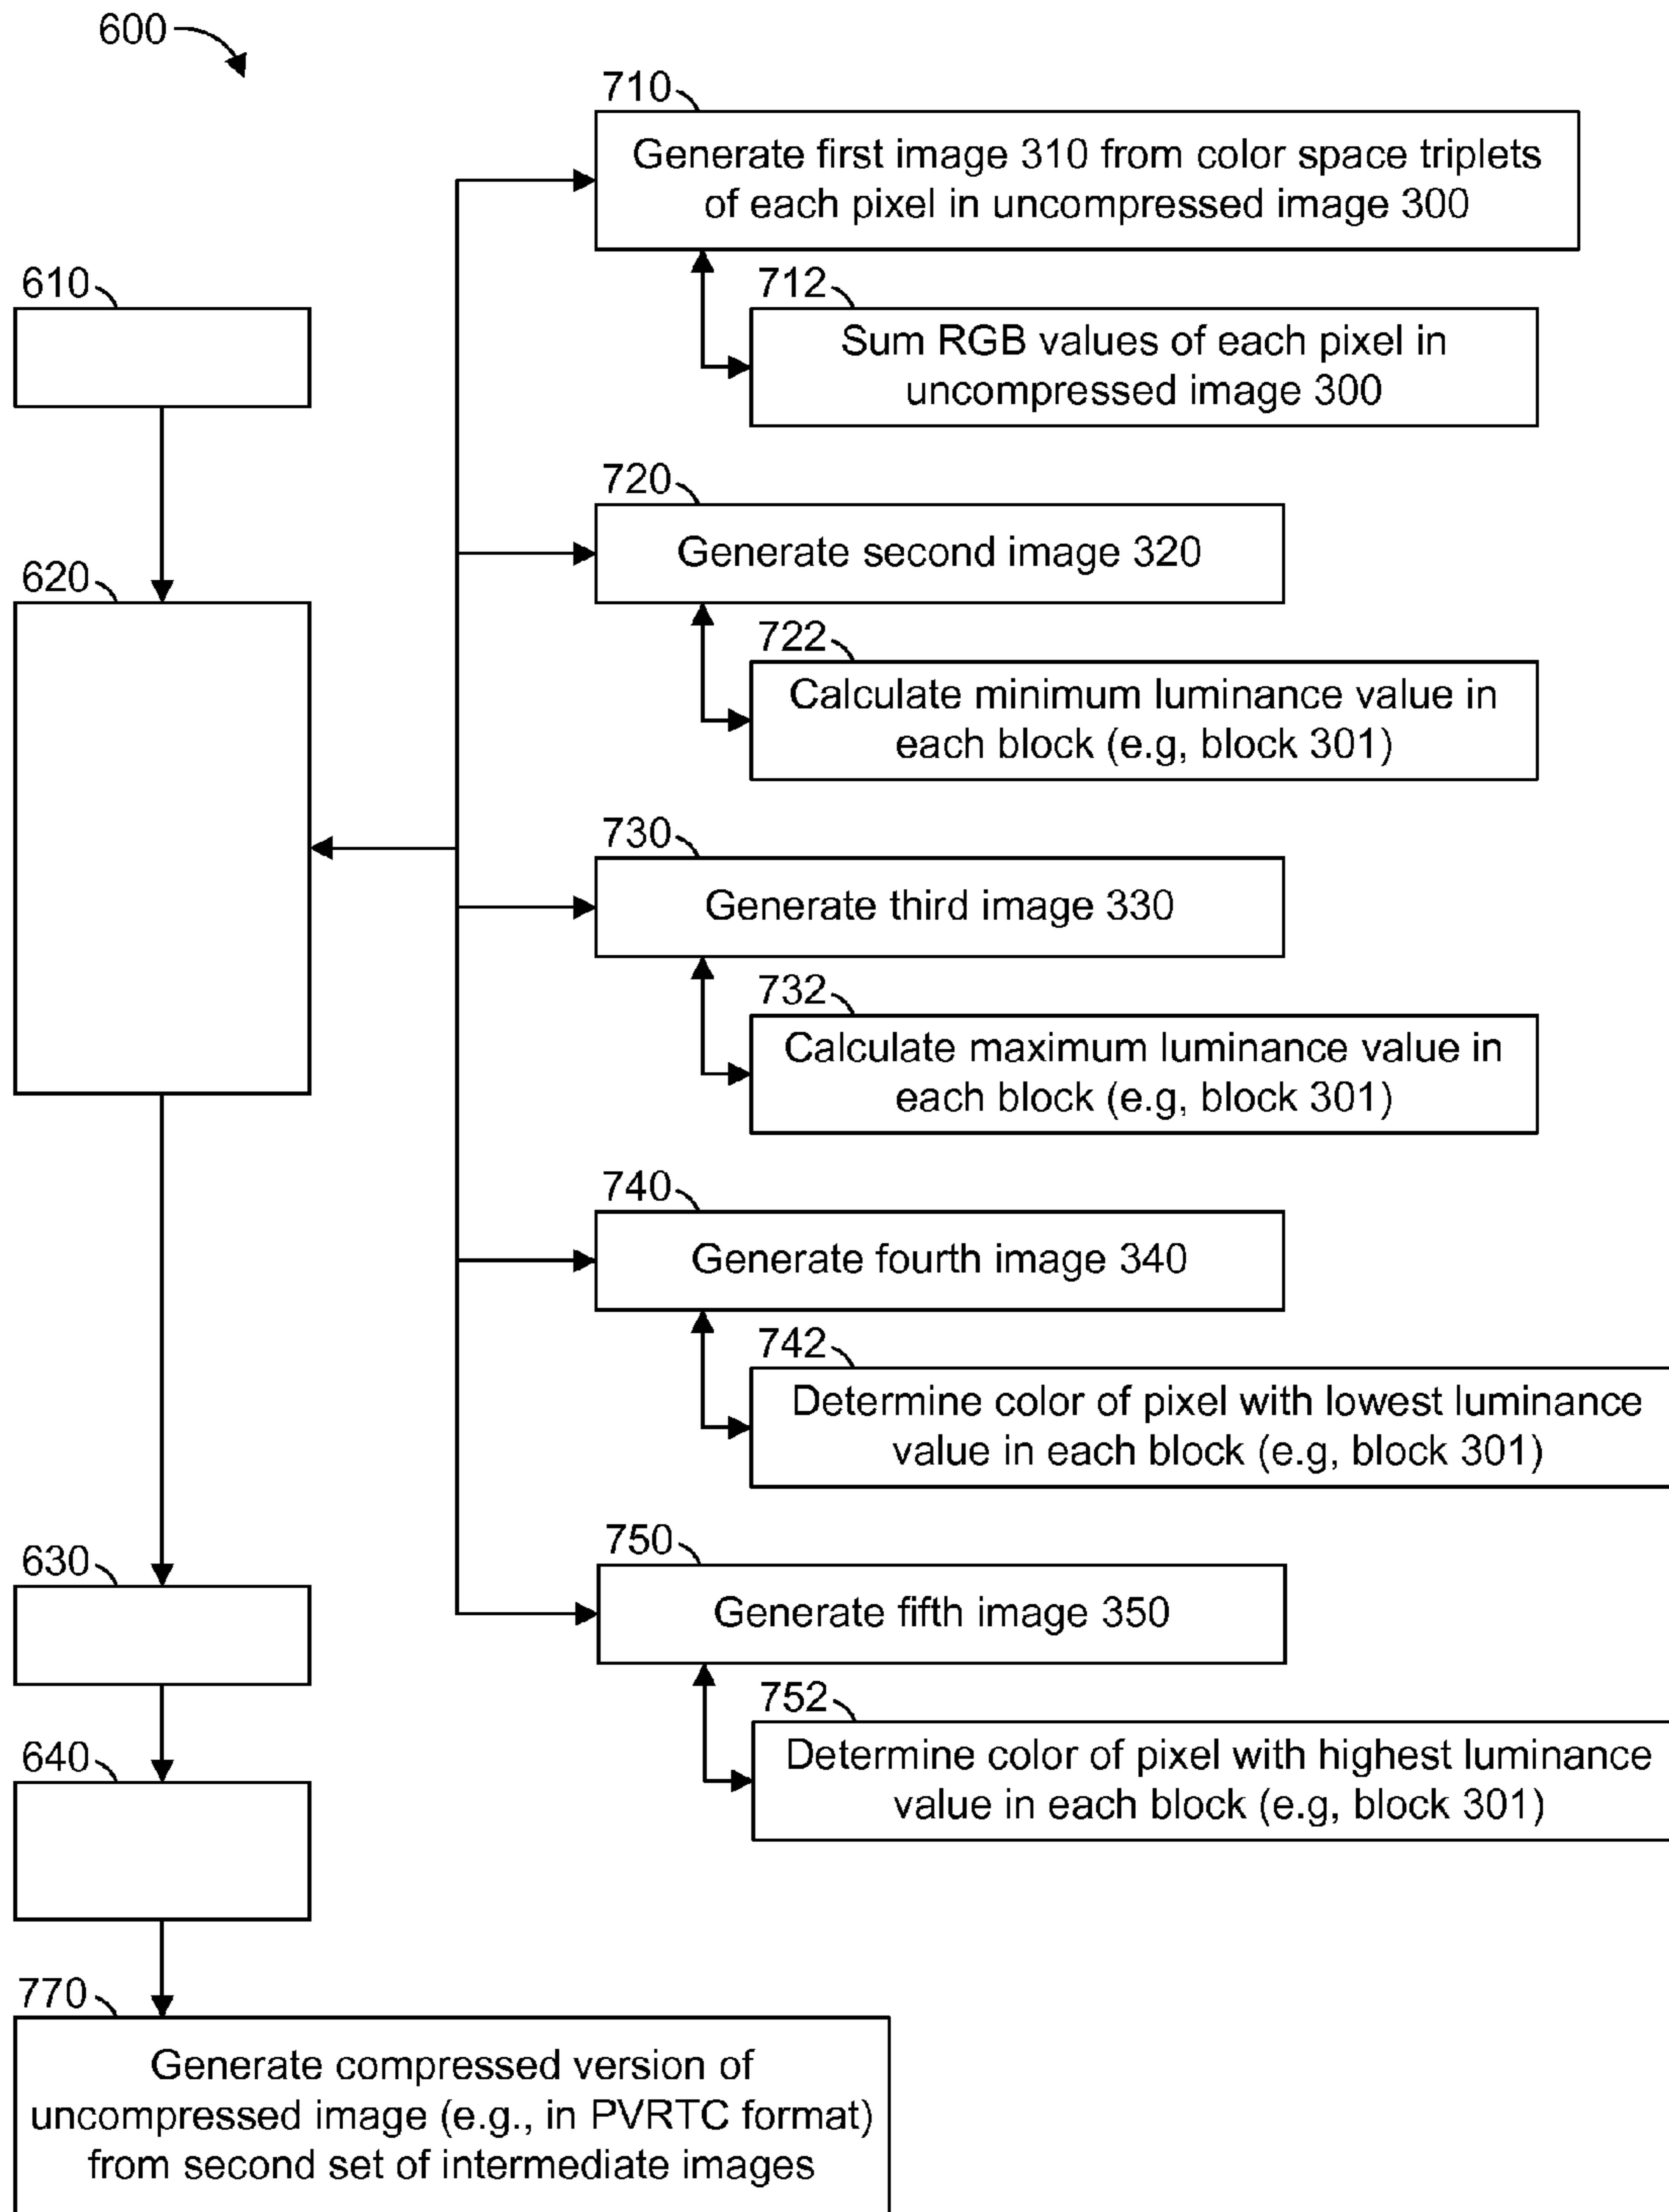 600
710
Generate first image 310 from color space triplets
of each pixel in uncompressed image 300
610
712
Sum RGB values of each pixel in
uncompressed image 300
720
Generate second image 320
620
722
Calculate minimum luminance value in
each block (e.g, block 301)
730
Generate third image 330
732
Calculate maximum luminance value in
each block (e.g, block 301)
740
Generate fourth image 340
742
Determine color of pixel with lowest luminance
value in each block (e.g, block 301)
750
Generate fifth image 350
630
752
Determine color of pixel with highest luminance
value in each block (e.g, block 301)
640
770
Generate compressed version of
uncompressed image (e.g., in PVRTC format)
from second set of intermediate images